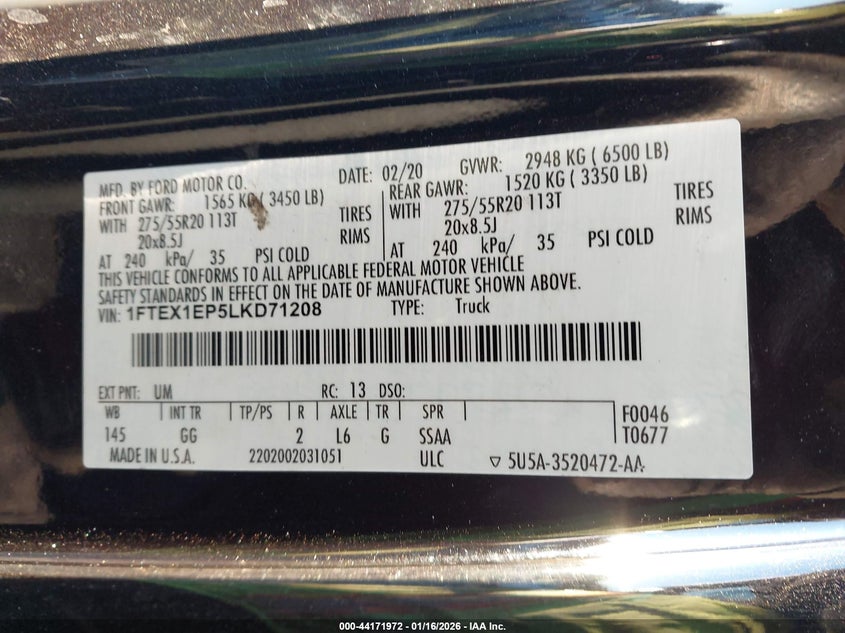 MFD. BY FORD MOTOR CO.
DATE: 02/20 GVWR: 2948 KG ( 6500 LB)
FRONT GAWR: 1565 KG ( 3450 LB)
REAR GAWR: 1520 KG ( 3350 LB)
WITH 275/55R20 113T TIRES
WITH 275/55R20 113T TIRES
20x8.5J RIMS
20x8.5J RIMS
AT 240 kPa/ 35 PSI COLD
AT 240 kPa/ 35 PSI COLD
THIS VEHICLE CONFORMS TO ALL APPLICABLE FEDERAL MOTOR VEHICLE
SAFETY STANDARDS IN EFFECT ON THE DATE OF MANUFACTURE SHOWN ABOVE.
VIN: 1FTEX1EP5LKD71208 TYPE: Truck
EXT PNT: UM RC: 13 DSO:
WB INT TR TP/PS R AXLE TR SPR F0046
145 GG 2 L6 G SSAA T0677
MADE IN U.S.A. 2202002031051 ULC ▽ 5U5A-3520472-AA
000-44171972 - 01/16/2026 - IAA Inc.